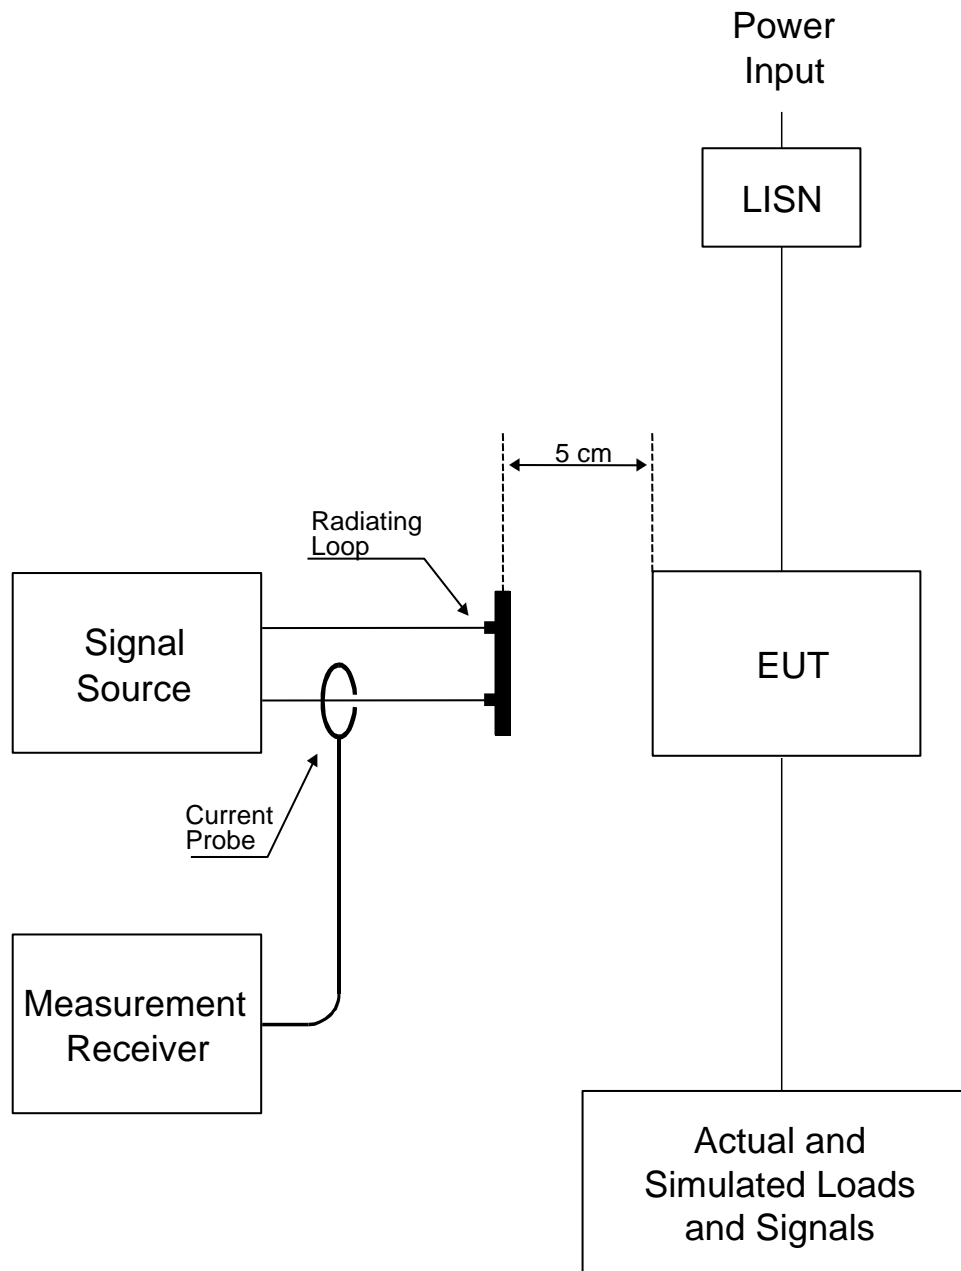 Power
Input
LISN
5 cm
Radiating
Loop
Signal
Source
EUT
Current
Probe
Measurement
Receiver
Actual and
Simulated Loads
and Signals